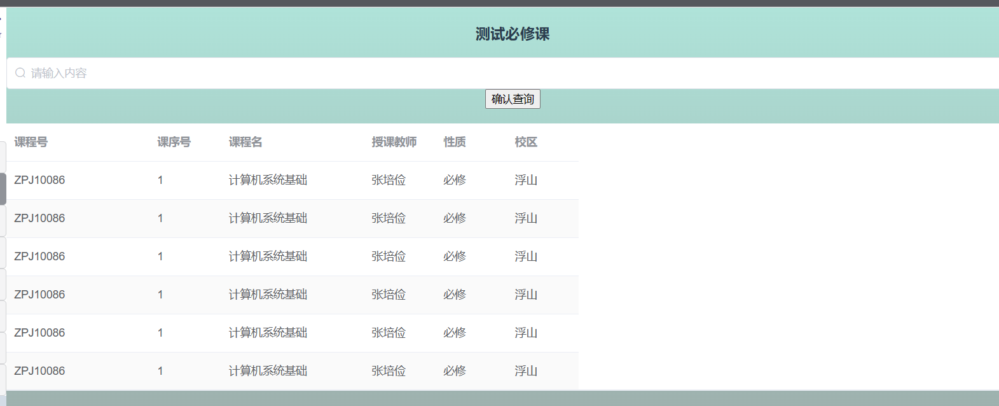 测试必修课
请输入内容
确认查询
课程号 课序号 课程名 授课教师 性质 校区
ZPJ10086 1 计算机系统基础 张培俭 必修 浮山
ZPJ10086 1 计算机系统基础 张培俭 必修 浮山
ZPJ10086 1 计算机系统基础 张培俭 必修 浮山
ZPJ10086 1 计算机系统基础 张培俭 必修 浮山
ZPJ10086 1 计算机系统基础 张培俭 必修 浮山
ZPJ10086 1 计算机系统基础 张培俭 必修 浮山